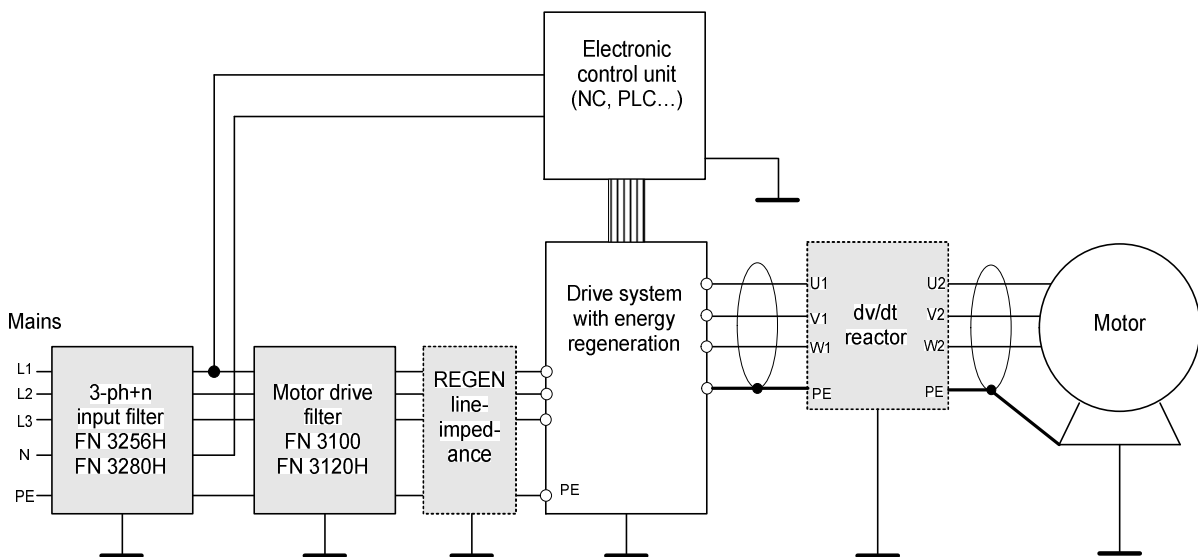 Electronic
control unit
(NC, PLC…)
Mains
L1
L2
L3
N
PE
3-ph+n
input filter
FN 3256H
FN 3280H
Motor drive
filter
FN 3100
FN 3120H
REGEN
line-
imped-
ance
Drive system
with energy
regeneration
PE
U1
V1
W1
PE
dv/dt
reactor
U2
V2
W2
PE
Motor